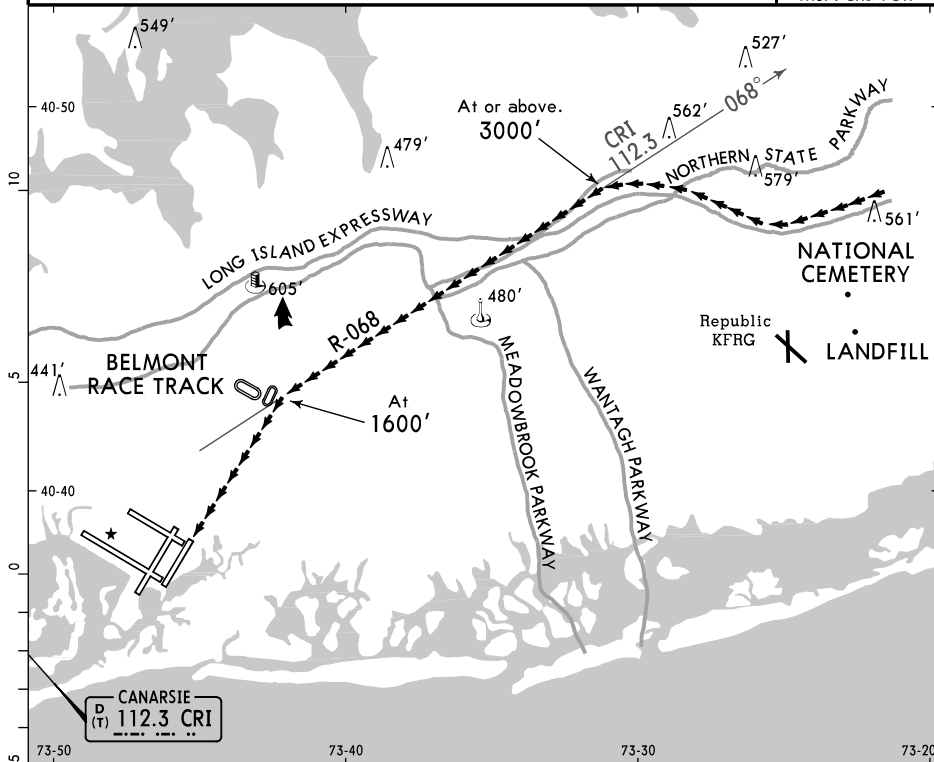 549'
527'
40-50
At or above.
3000'
562'
068°
CRI
112.3
PARKWAY
479'
NORTHERN STATE
579'
10
561'
LONG ISLAND EXPRESSWAY
NATIONAL
CEMETERY
605'
480'
R-068
Republic
KFRG
LANDFILL
BELMONT
RACE TRACK
441'
5
At
1600'
MEADOWBROOK PARKWAY
WANTAGH PARKWAY
40-40
0
CANARSIE
D
(T) 112.3 CRI
5
73-50
73-40
73-30
73-20